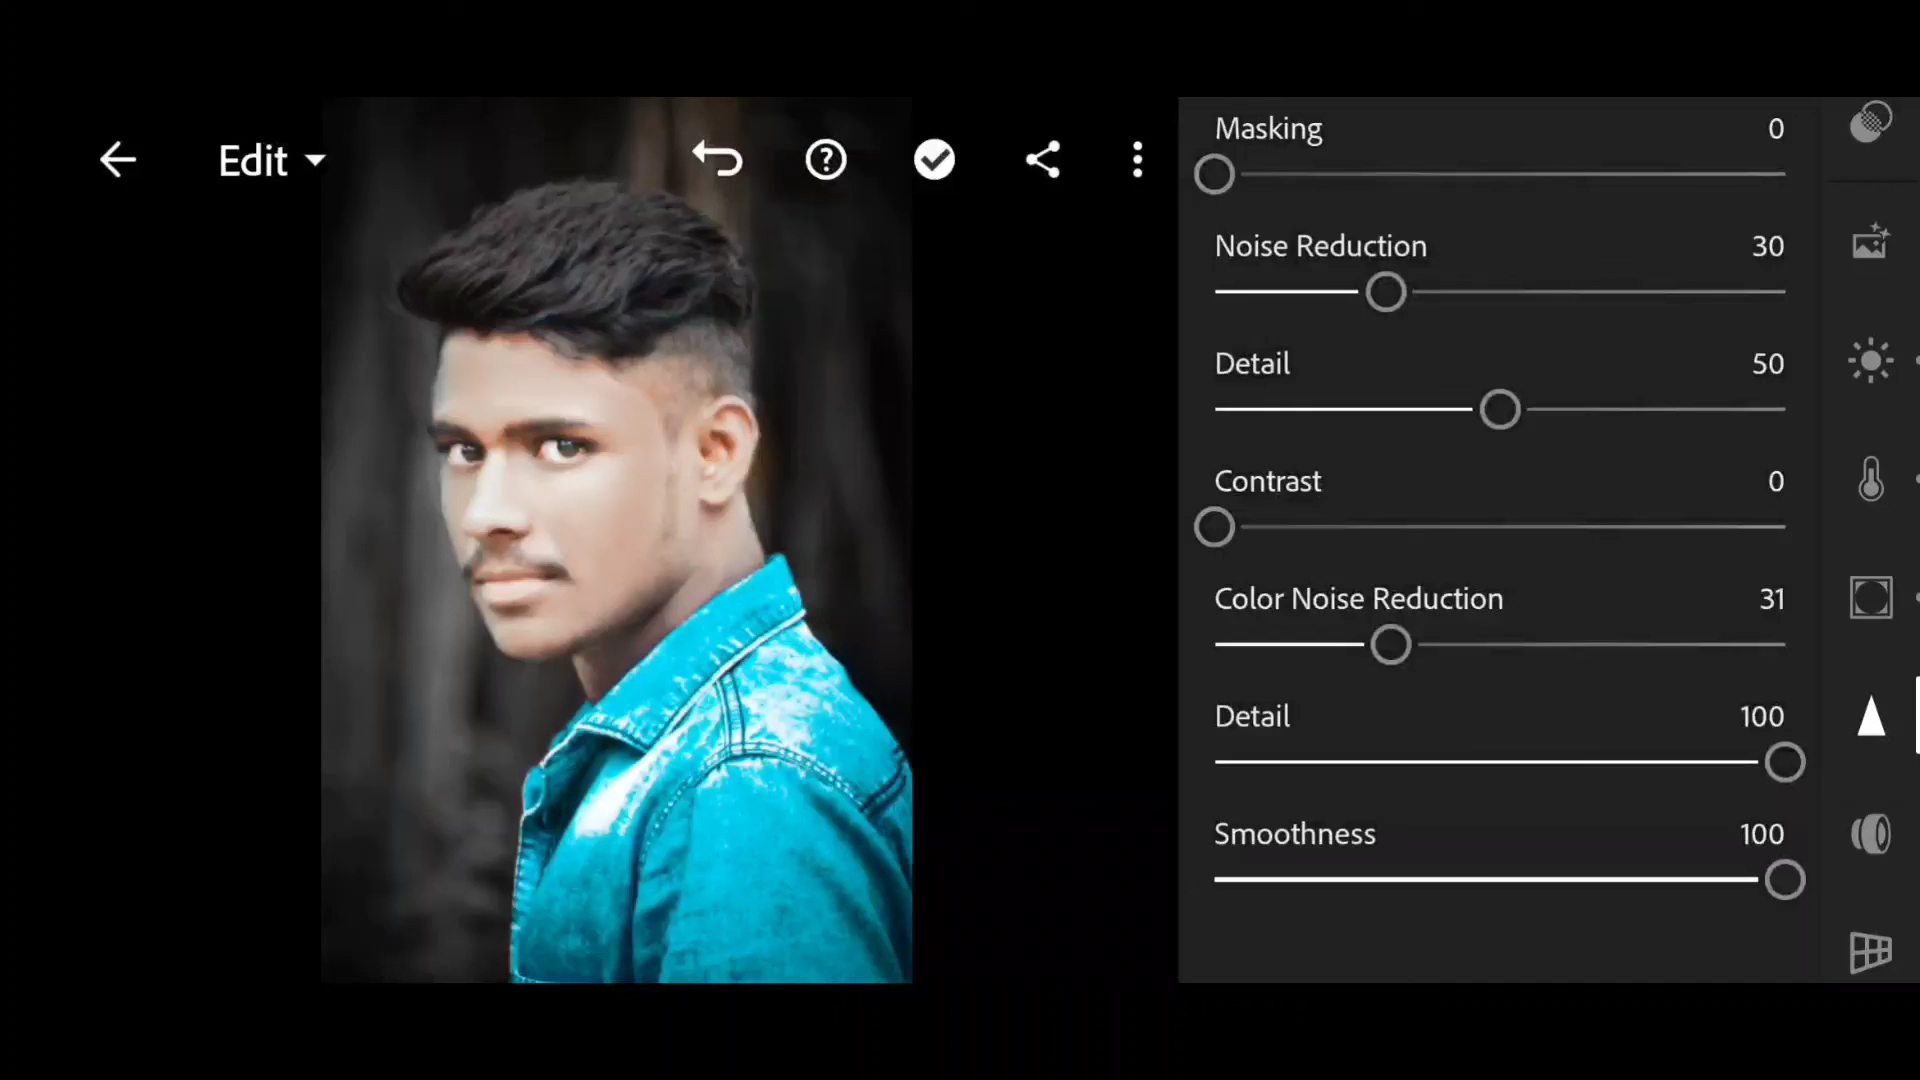 Edit
Masking 0
Noise Reduction 30
Detail 50
Contrast 0
Color Noise Reduction 31
Detail 100
Smoothness 100